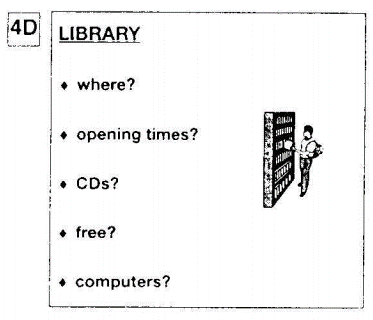 4D
LIBRARY
♦ where?
♦ opening times?
♦ CDs?
♦ free?
♦ computers?